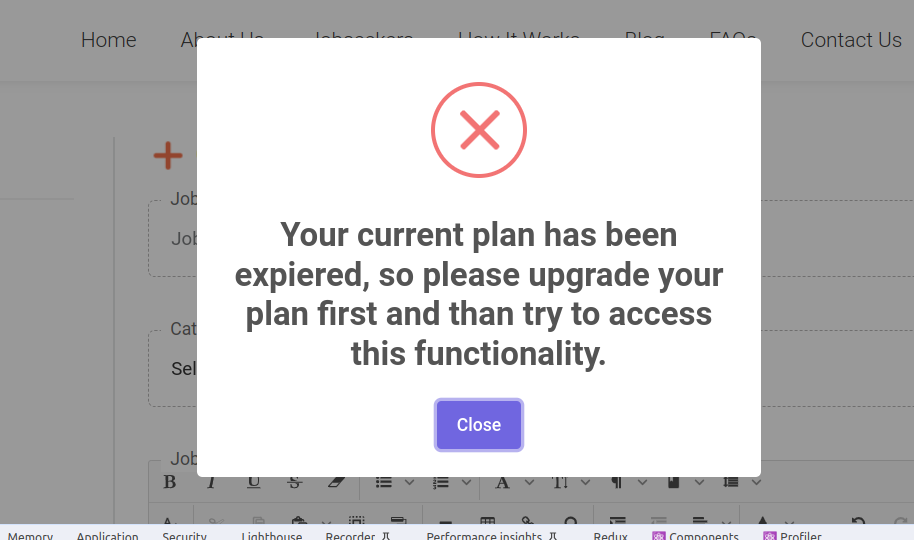 Home About Us Jobseekers How It Works Blog FAQs Contact Us
Job
Job
Your current plan has been
expiered, so please upgrade your
plan first and than try to access
this functionality.
Cat
Sel
Close
Job
B I U S A T
Memory Application Security Lighthouse Recorder Performance insights Redux Components Profiler